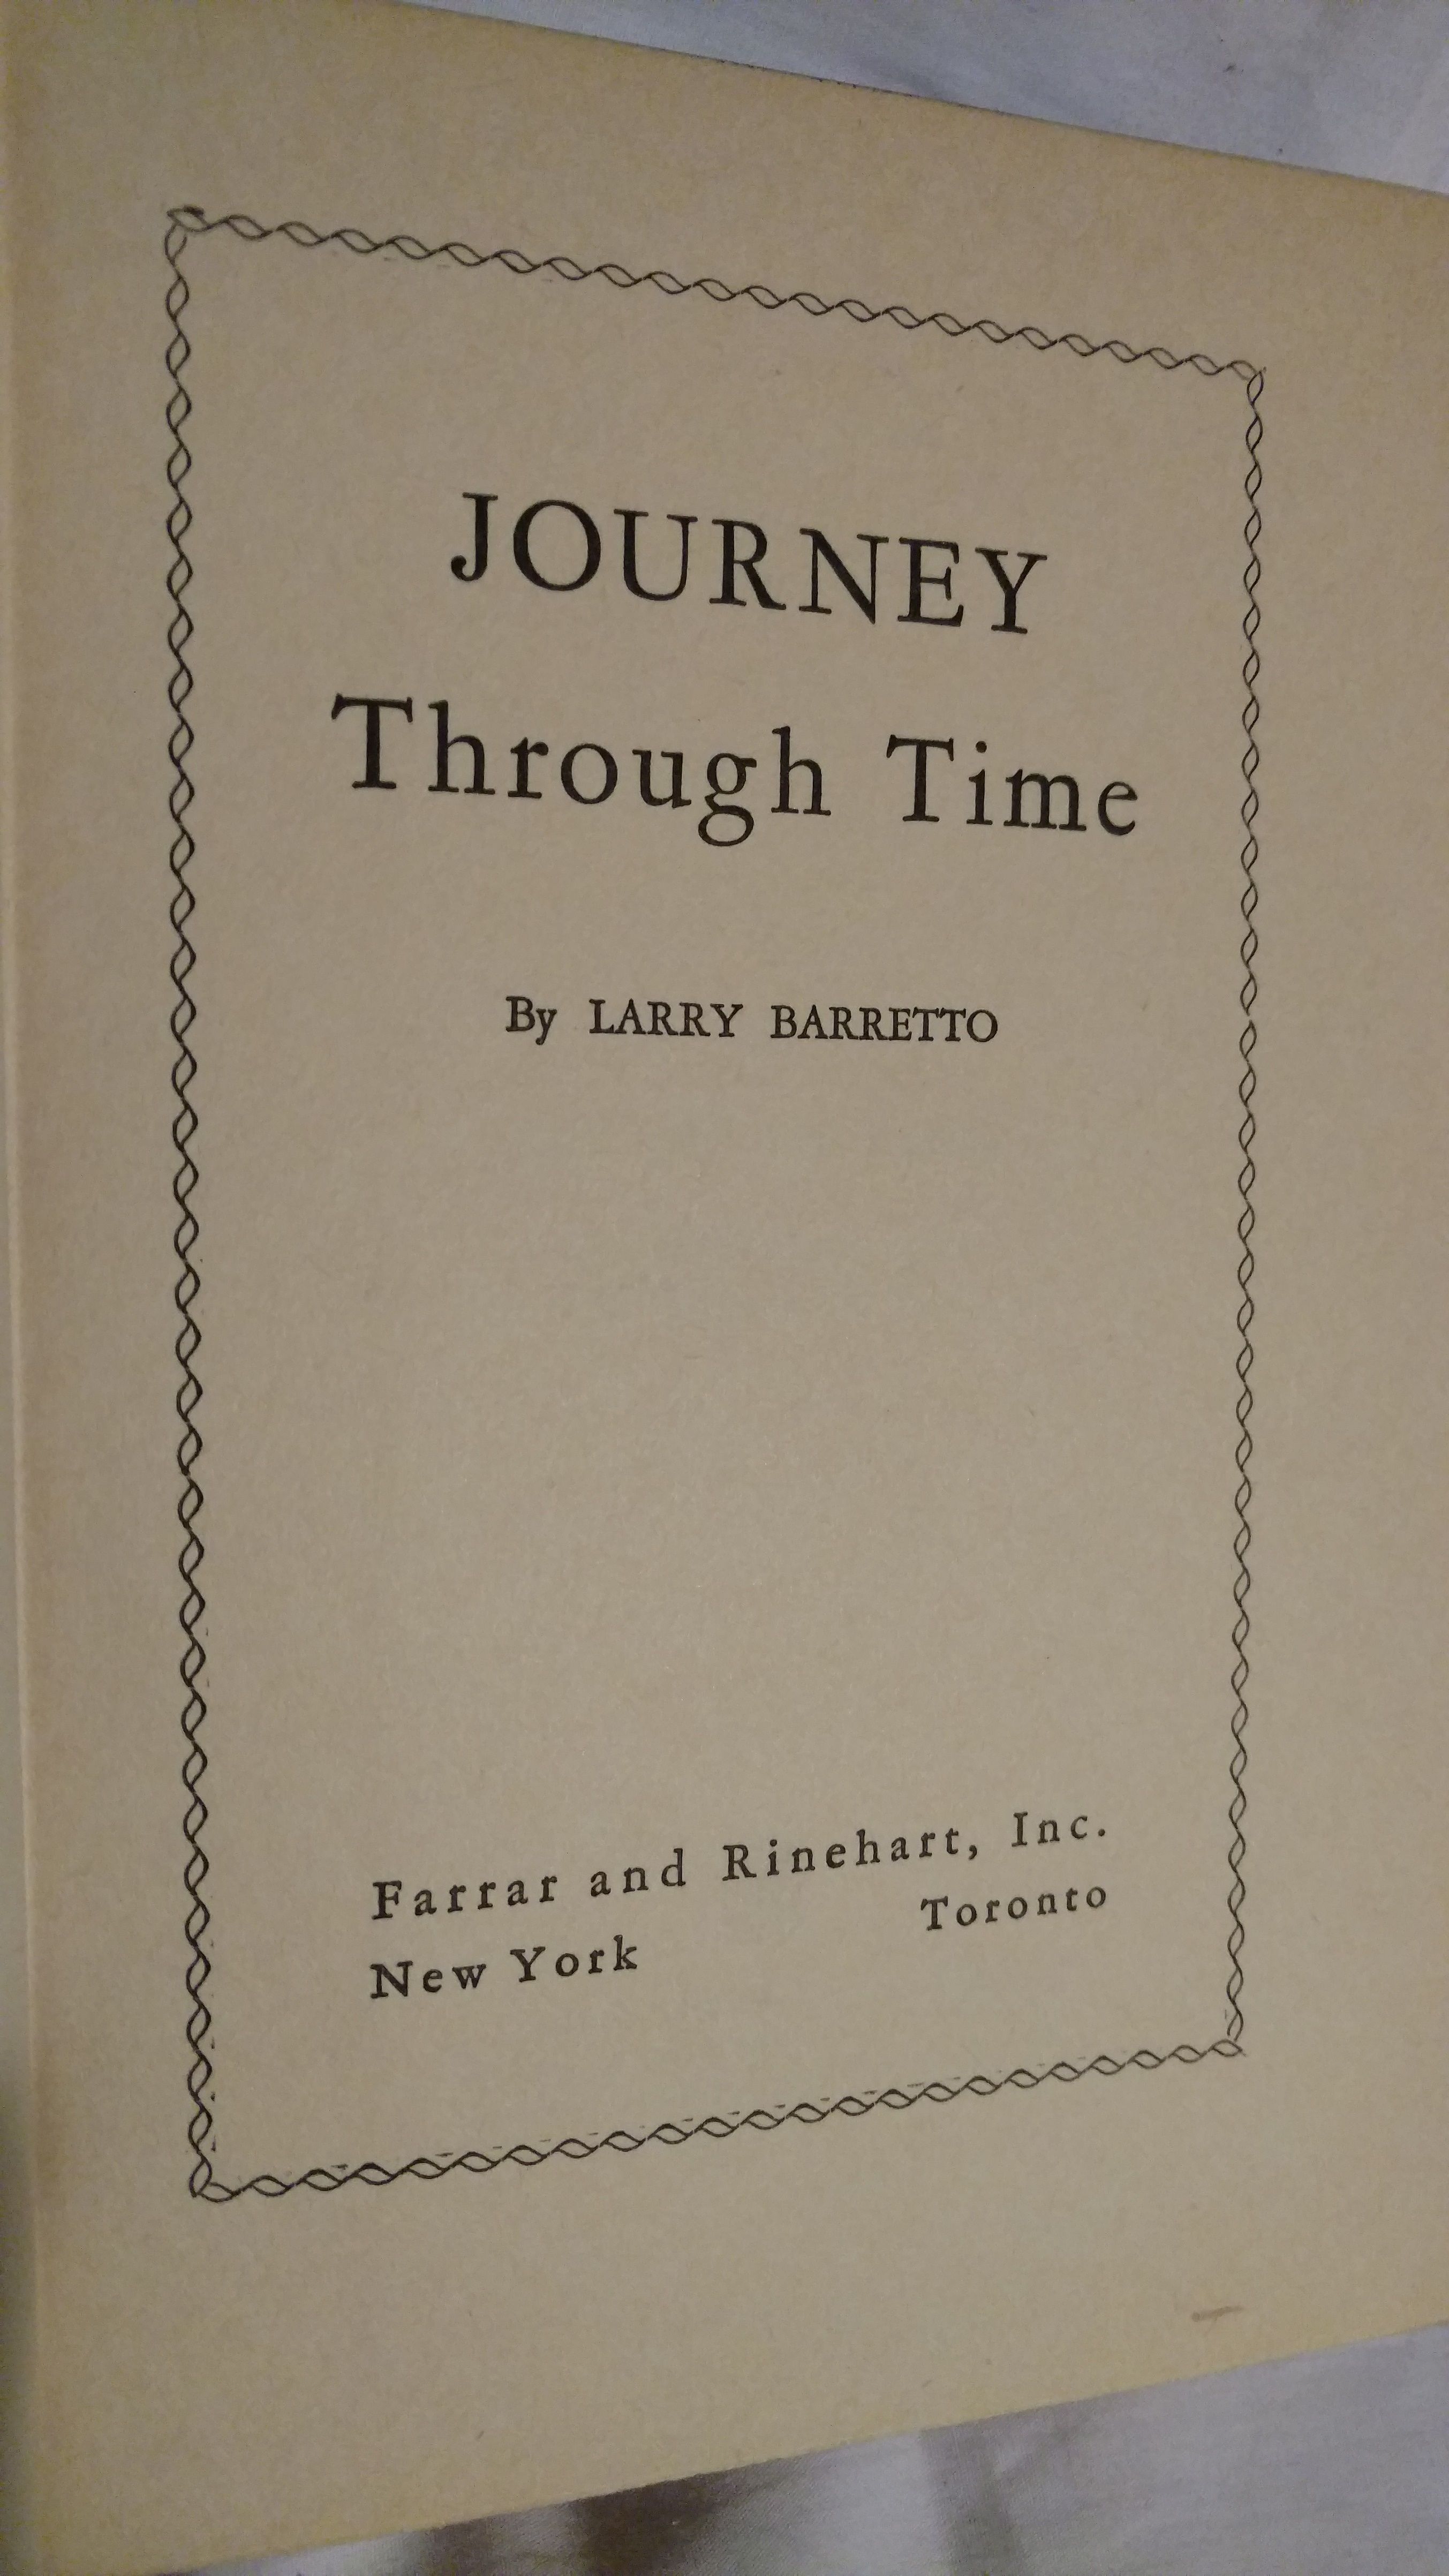 JOURNEY
Through Time
By LARRY BARRETTO
Farrar and Rinehart, Inc.
New York Toronto